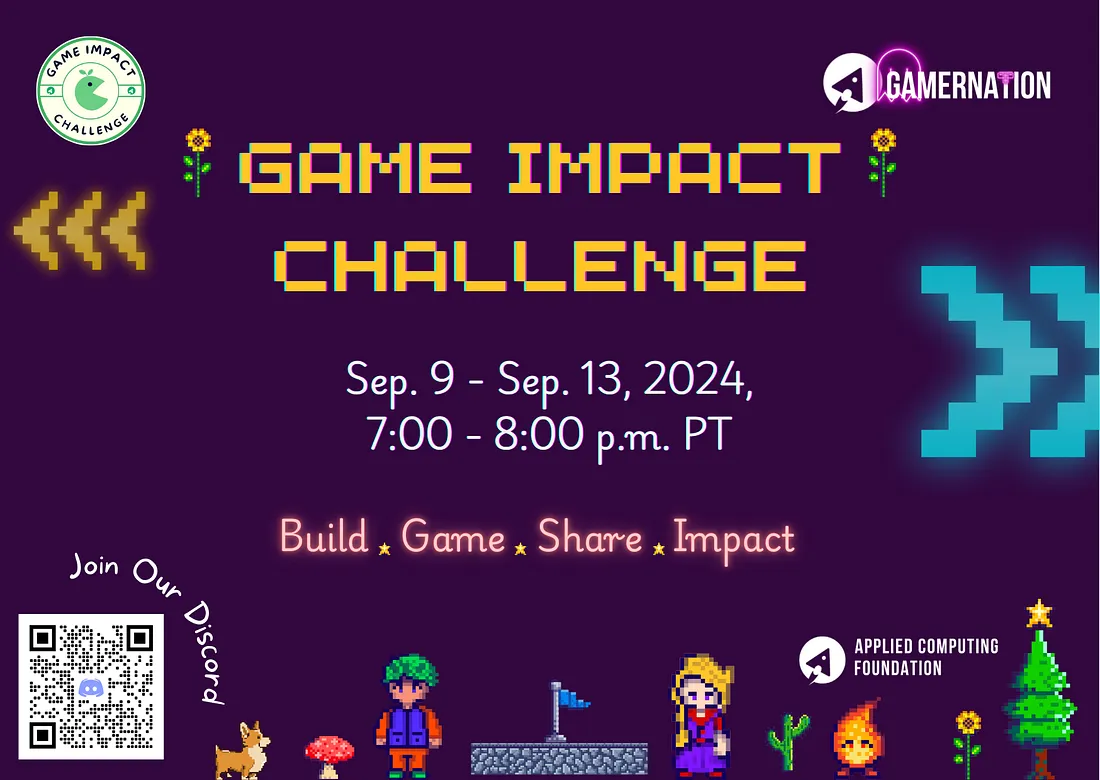 GAME IMPACT
CHALLENGE
GAMERNATION
GAME IMPACT
CHALLENGE
Sep. 9 - Sep. 13, 2024,
7:00 - 8:00 p.m. PT
Build Game Share Impact
Join Our Discord
APPLIED COMPUTING
FOUNDATION